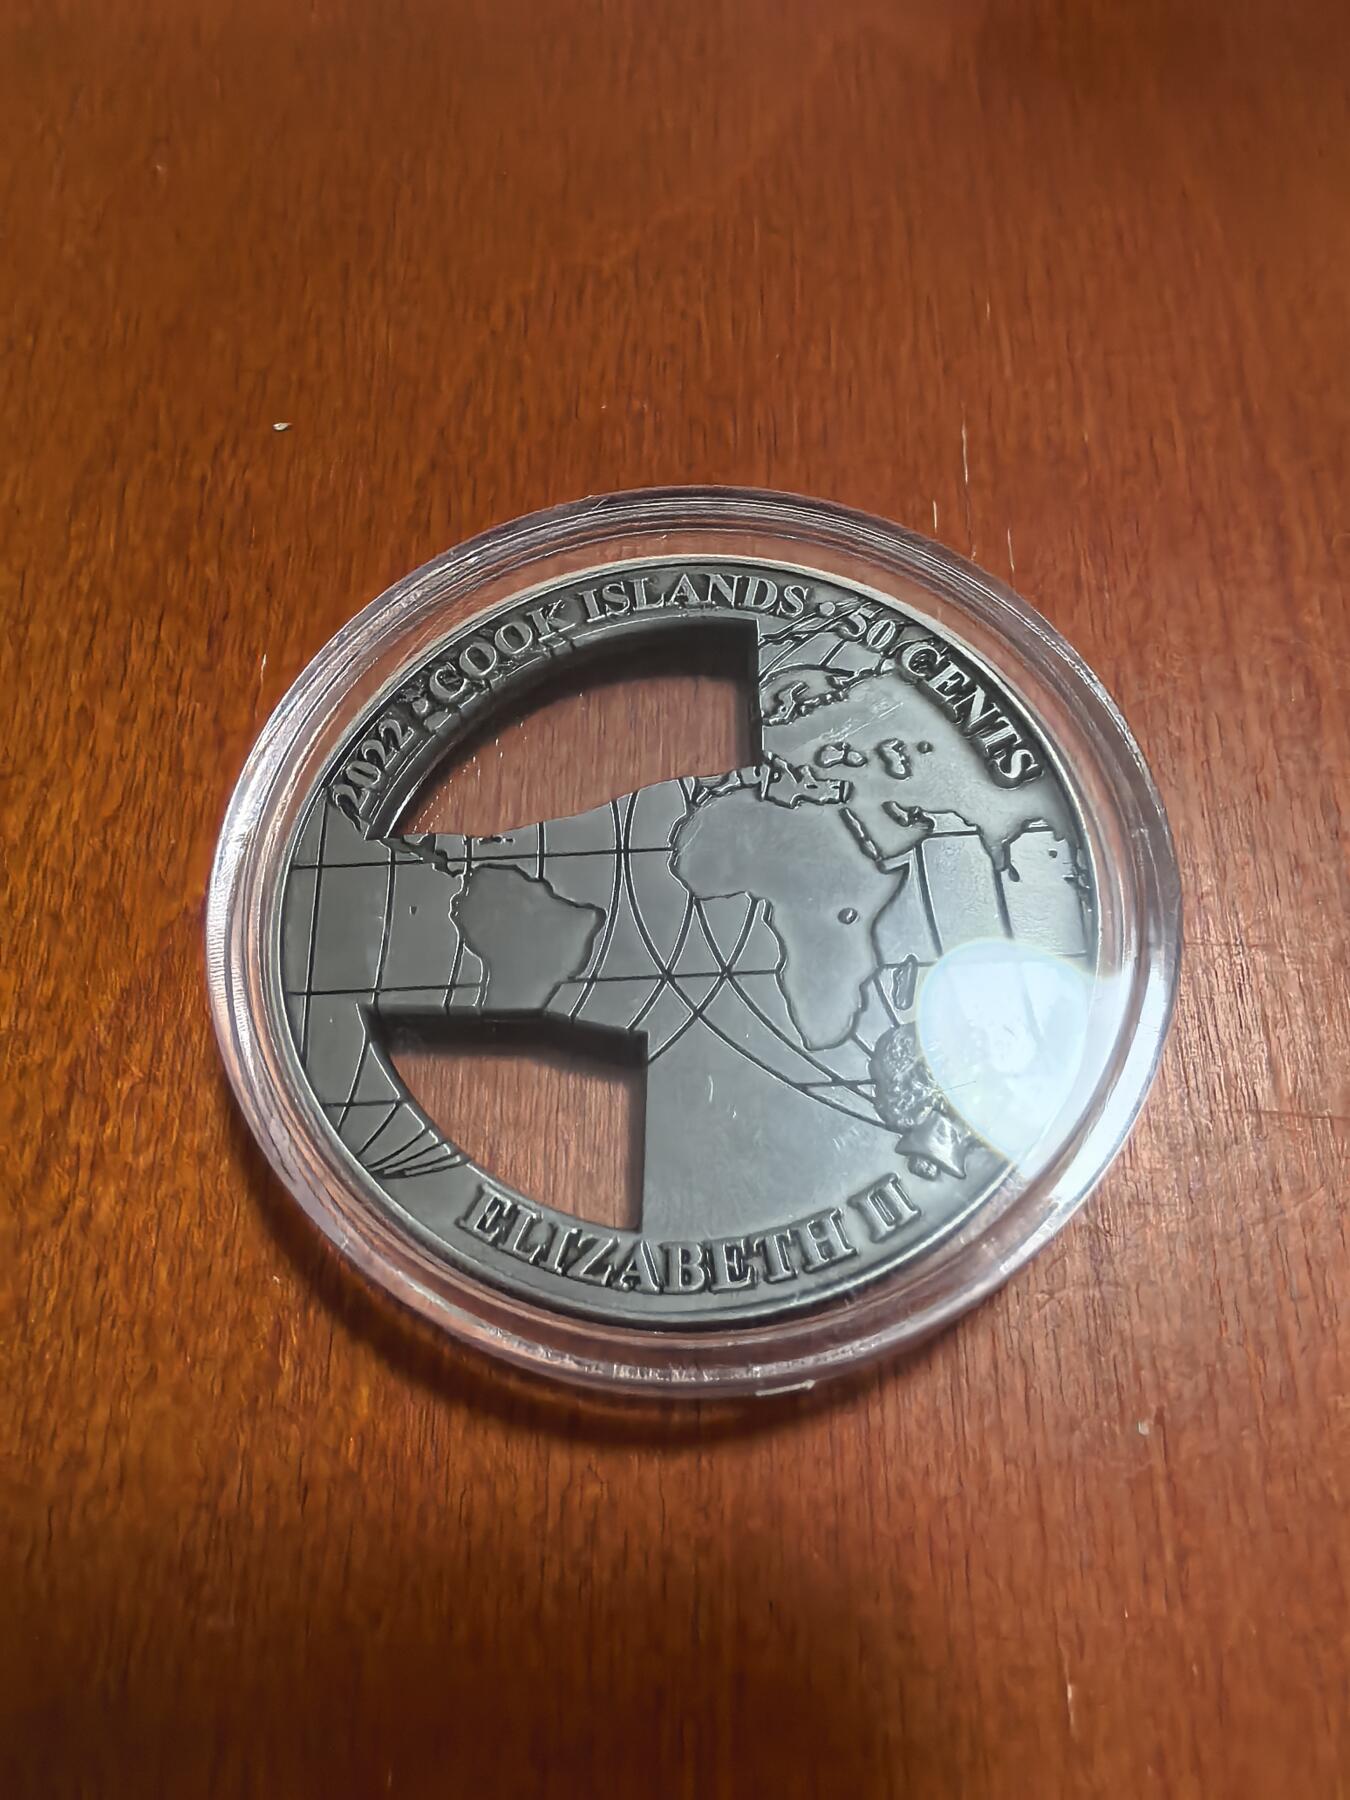 2022 • COOK ISLANDS • 50 CENTS
ELIZABETH II